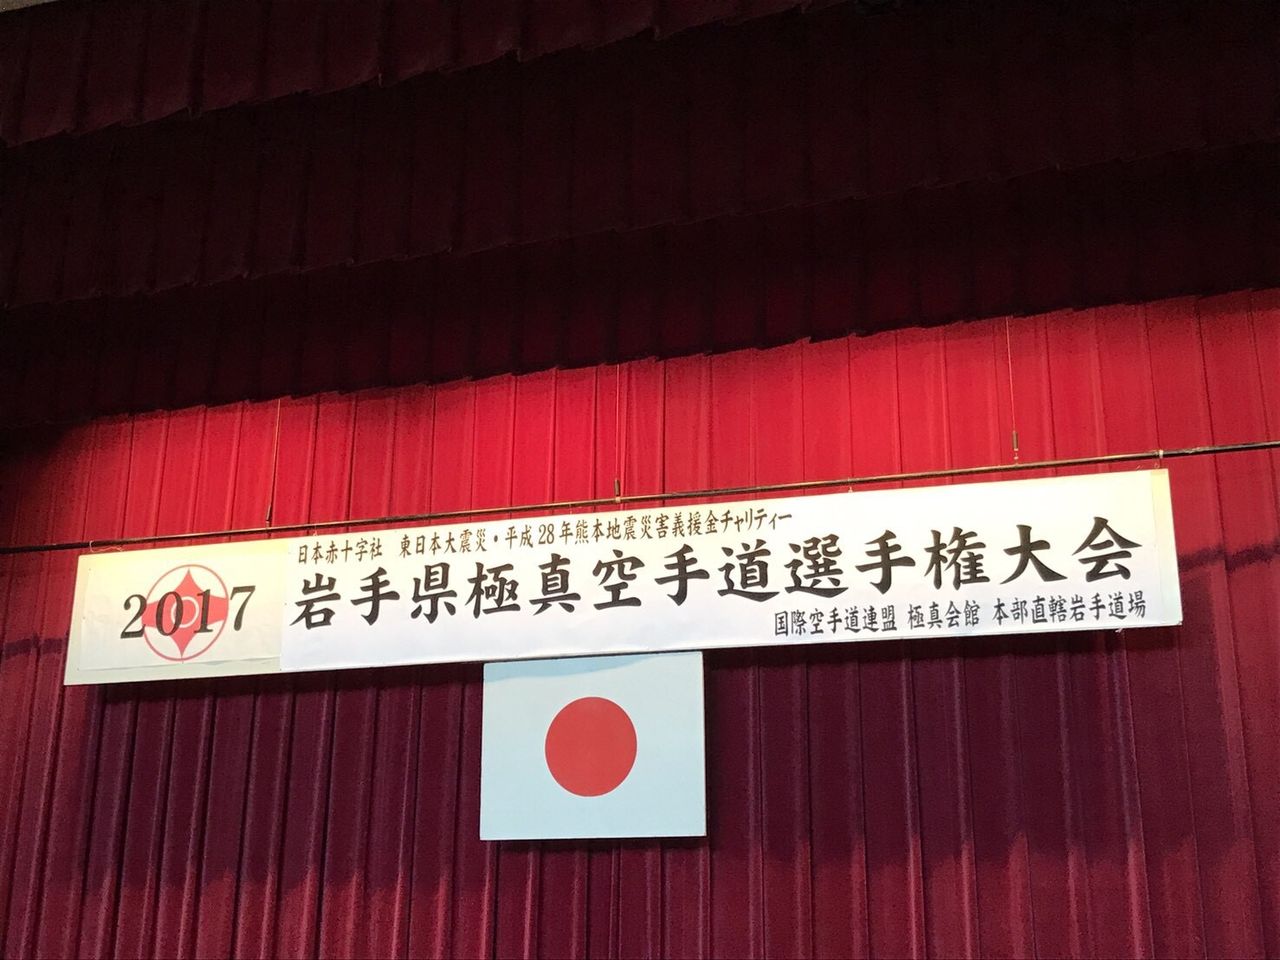 日本赤十字社 東日本大震災・平成28年熊本地震災害義援金チャリティー
2017 岩手県極真空手道選手権大会
国際空手道連盟 極真会館 本部直轄岩手道場